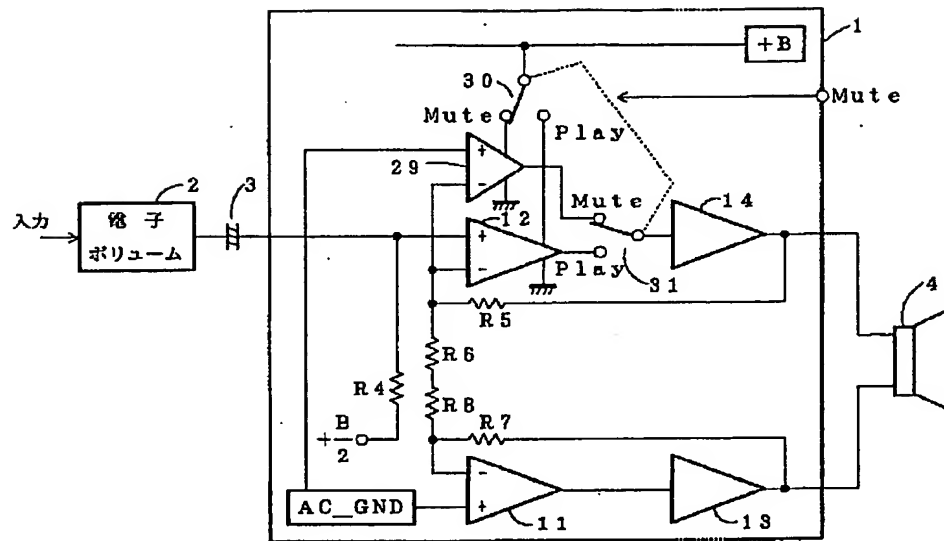 1
+B
30
Mute
Mute
Play
+
29
-
2
3
Mute
14
入力
電子
ボリューム
12
+
-
Play
31
4
R5
R6
R4
R8
R7
+B/2
-
AC_GND
+
11
13